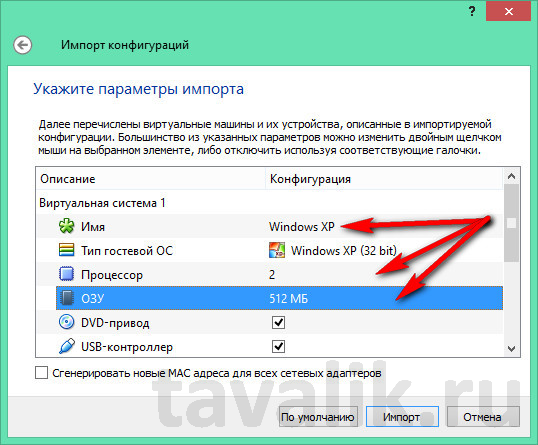 ?
Импорт конфигураций
Укажите параметры импорта
Далее перечислены виртуальные машины и их устройства, описанные в импортируемой
конфигурации. Большинство из указанных параметров можно изменить двойным щелчком
мыши на выбранном элементе, либо отключить используя соответствующие галочки.
Описание Конфигурация
Виртуальная система 1
Имя Windows XP
Тип гостевой ОС Windows XP (32 bit)
Процессор 2
ОЗУ 512 МБ
DVD-привод
USB-контроллер
Сгенерировать новые MAC адреса для всех сетевых адаптеров
tavalik.ru
По умолчанию Импорт Отмена